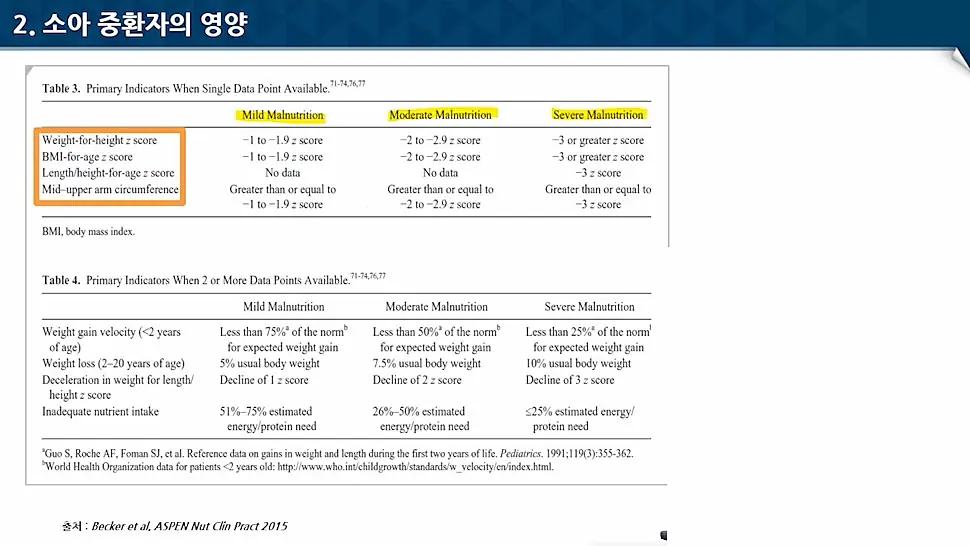 2. 소아 중환자의 영양
Table 3. Primary Indicators When Single Data Point Available.71-74,76,77
Mild Malnutrition Moderate Malnutrition Severe Malnutrition
Weight-for-height z score −1 to −1.9 z score −2 to −2.9 z score −3 or greater z score
BMI-for-age z score −1 to −1.9 z score −2 to −2.9 z score −3 or greater z score
Length/height-for-age z score No data No data −3 z score
Mid–upper arm circumference Greater than or equal to Greater than or equal to Greater than or equal to
−1 to −1.9 z score −2 to −2.9 z score −3 z score
BMI, body mass index.
Table 4. Primary Indicators When 2 or More Data Points Available.71-74,76,77
Mild Malnutrition Moderate Malnutrition Severe Malnutrition
Weight gain velocity (<2 years Less than 75%a of the normb Less than 50%a of the normb Less than 25%a of the norm
of age) for expected weight gain for expected weight gain for expected weight gain
Weight loss (2–20 years of age) 5% usual body weight 7.5% usual body weight 10% usual body weight
Deceleration in weight for length/ Decline of 1 z score Decline of 2 z score Decline of 3 z score
height z score
Inadequate nutrient intake 51%–75% estimated 26%–50% estimated ≤25% estimated energy/
energy/protein need energy/protein need protein need
aGuo S, Roche AF, Foman SJ, et al. Reference data on gains in weight and length during the first two years of life. Pediatrics. 1991;119(3):355-362.
bWorld Health Organization data for patients <2 years old: http://www.who.int/childgrowth/standards/w_velocity/en/index.html.
출처 : Becker et al, ASPEN Nut Clin Pract 2015